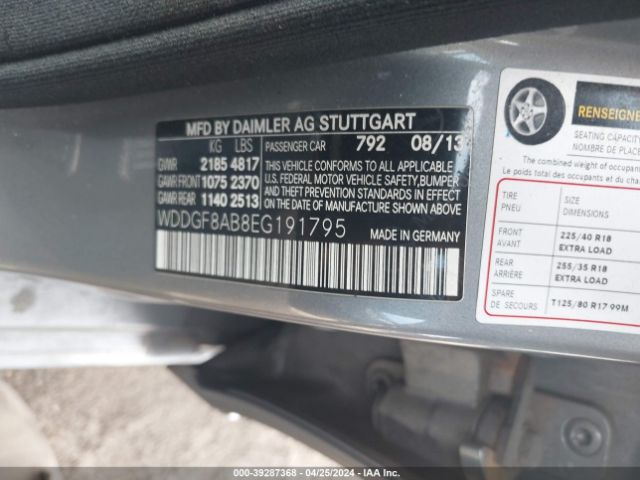 MFD BY DAIMLER AG STUTTGART
KG LBS
PASSENGER CAR 792 08/13
GVWR 2185 4817
GAWR FRONT 1075 2370
GAWR REAR 1140 2513
THIS VEHICLE CONFORMS TO ALL APPLICABLE
U.S. FEDERAL MOTOR VEHICLE SAFETY, BUMPER
AND THEFT PREVENTION STANDARDS IN EFFECT
ON THE DATE OF MANUFACTURE SHOWN ABOVE.
WDDGF8AB8EG191795
MADE IN GERMANY
RENSEIGNE
SEATING CAPACITY
NOMBRE DE PLACE
The combined weight of occupants
Le poids total des occupants
TIRE
PNEU
SIZE
DIMENSIONS
FRONT
AVANT
225/40 R18
EXTRA LOAD
REAR
ARRIÈRE
255/35 R18
EXTRA LOAD
SPARE
DE SECOURS
T125/80 R17 99M
000-39287368 - 04/25/2024 - IAA Inc.